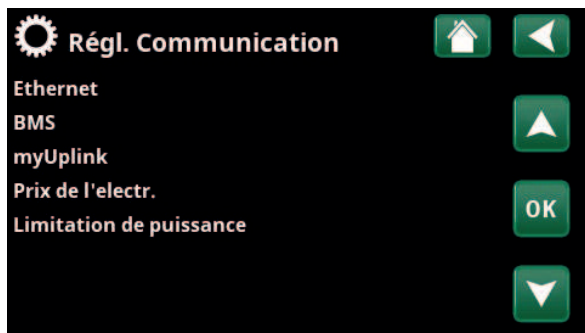 Régl. Communication
Ethernet
BMS
myUplink
Prix de l'electr.
OK
Limitation de puissance